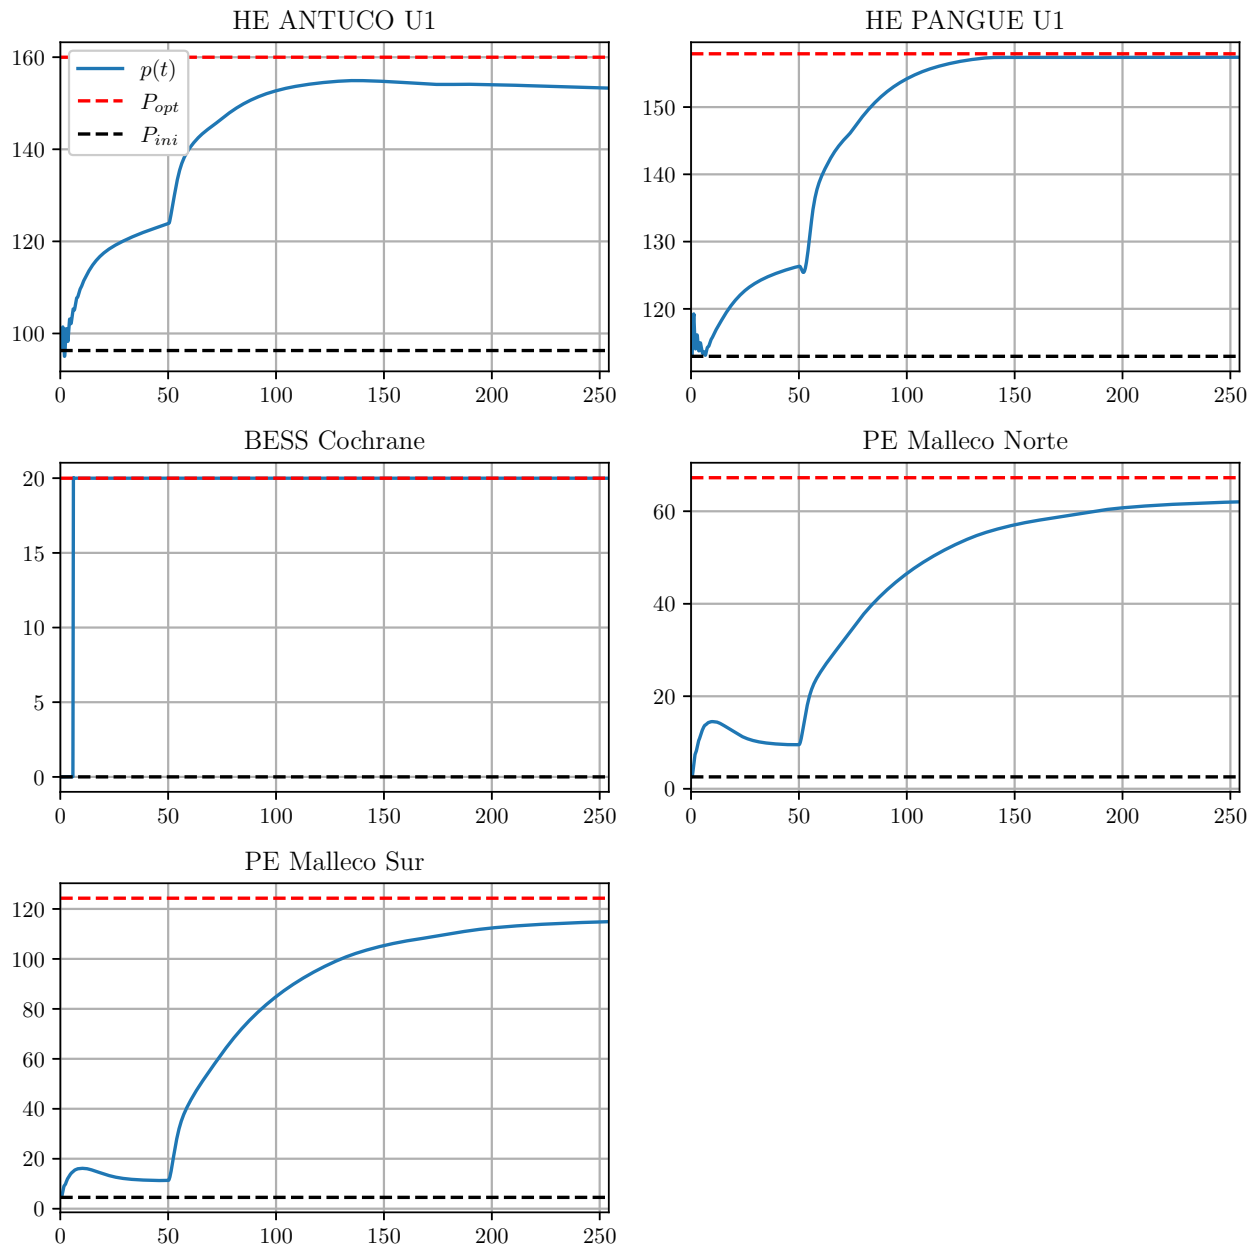 HE ANTUCO U1
160
140
120
100
0 50 100 150 200 250
p(t)
P_opt
P_ini
HE PANGUE U1
150
140
130
120
0 50 100 150 200 250
BESS Cochrane
20
15
10
5
0
0 50 100 150 200 250
PE Malleco Norte
60
40
20
0
0 50 100 150 200 250
PE Malleco Sur
120
100
80
60
40
20
0
0 50 100 150 200 250